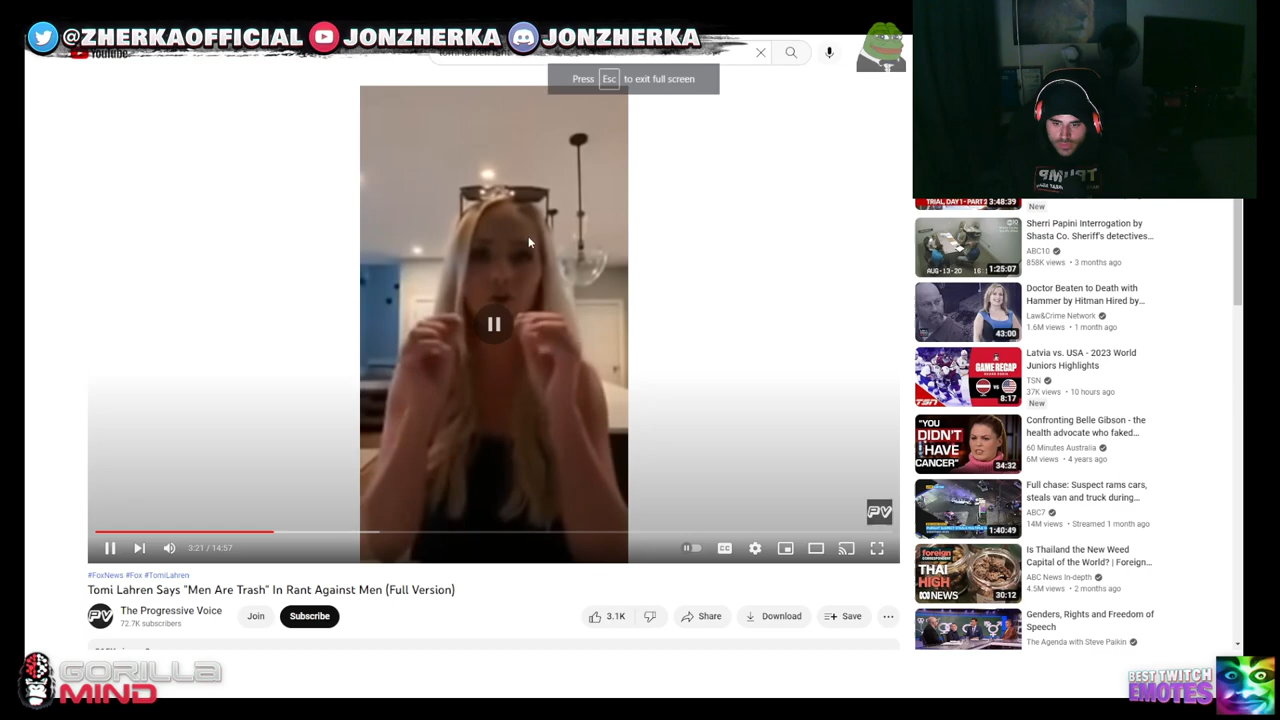 @ZHERKAOFFICIAL JONZHERKA JONZHERKA
YouTube
Press Esc to exit full screen
TRIAL, DAY 1 - PART 2 3:48:39
New
Sherri Papini Interrogation by
Shasta Co. Sheriff's detectives...
ABC10
858K views • 3 months ago
AUG-13-20
1:25:07
Doctor Beaten to Death with
Hammer by Hitman Hired by...
Law&Crime Network
1.6M views • 1 month ago
43:00
Latvia vs. USA - 2023 World
Juniors Highlights
TSN
37K views • 10 hours ago
New
GAME RECAP
8:17
Confronting Belle Gibson - the
health advocate who faked...
60 Minutes Australia
6M views • 4 years ago
"YOU
DIDN'T
HAVE
CANCER"
34:32
Full chase: Suspect rams cars,
steals van and truck during...
ABC7
14M views • Streamed 1 month ago
1:40:49
Is Thailand the New Weed
Capital of the World? | Foreign...
ABC News In-depth
4.5M views • 2 months ago
foreign
THAI
HIGH
NEWS
30:12
Genders, Rights and Freedom of
Speech
The Agenda with Steve Paikin
PV
3:21 / 14:57
CC
#FoxNews #Fox #TomiLahren
Tomi Lahren Says "Men Are Trash" In Rant Against Men (Full Version)
PV
The Progressive Voice
72.7K subscribers
Join
Subscribe
3.1K
Share
Download
Save
TRUMP
GORILLA
MIND
BEST TWITCH
EMOTES